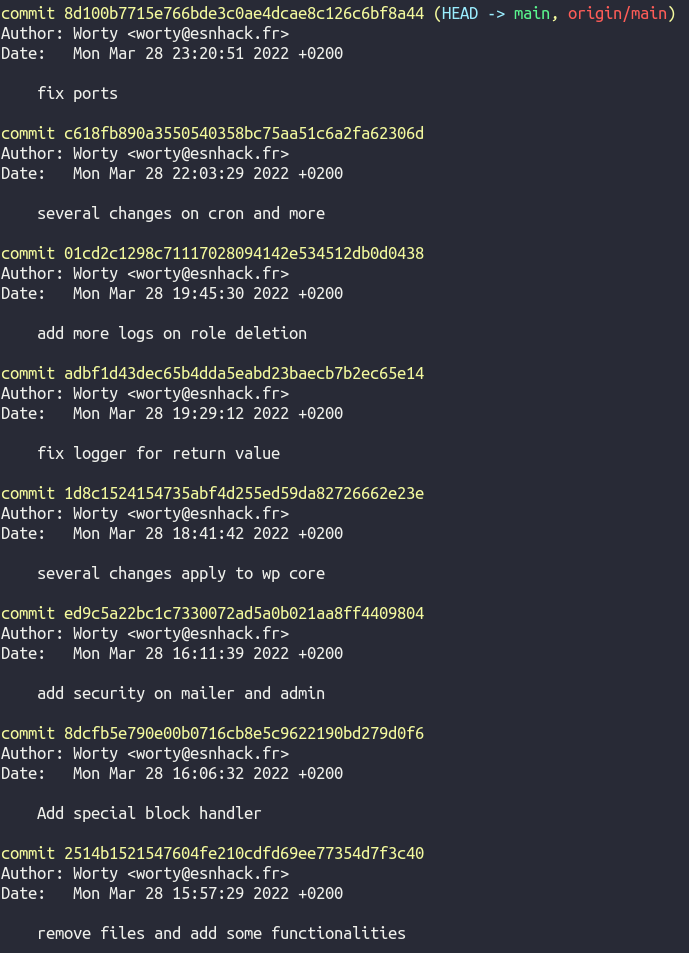 commit 8d100b7715e766bde3c0ae4dcae8c126c6bf8a44 (HEAD -> main, origin/main)
Author: Worty <worty@esnhack.fr>
Date:   Mon Mar 28 23:20:51 2022 +0200
fix ports
commit c618fb890a3550540358bc75aa51c6a2fa62306d
Author: Worty <worty@esnhack.fr>
Date:   Mon Mar 28 22:03:29 2022 +0200
several changes on cron and more
commit 01cd2c1298c71117028094142e534512db0d0438
Author: Worty <worty@esnhack.fr>
Date:   Mon Mar 28 19:45:30 2022 +0200
add more logs on role deletion
commit adbf1d43dec65b4dda5eabd23baecb7b2ec65e14
Author: Worty <worty@esnhack.fr>
Date:   Mon Mar 28 19:29:12 2022 +0200
fix logger for return value
commit 1d8c1524154735abf4d255ed59da82726662e23e
Author: Worty <worty@esnhack.fr>
Date:   Mon Mar 28 18:41:42 2022 +0200
several changes apply to wp core
commit ed9c5a22bc1c7330072ad5a0b021aa8ff4409804
Author: Worty <worty@esnhack.fr>
Date:   Mon Mar 28 16:11:39 2022 +0200
add security on mailer and admin
commit 8dcfb5e790e00b0716cb8e5c9622190bd279d0f6
Author: Worty <worty@esnhack.fr>
Date:   Mon Mar 28 16:06:32 2022 +0200
Add special block handler
commit 2514b1521547604fe210cdfd69ee77354d7f3c40
Author: Worty <worty@esnhack.fr>
Date:   Mon Mar 28 15:57:29 2022 +0200
remove files and add some functionalities